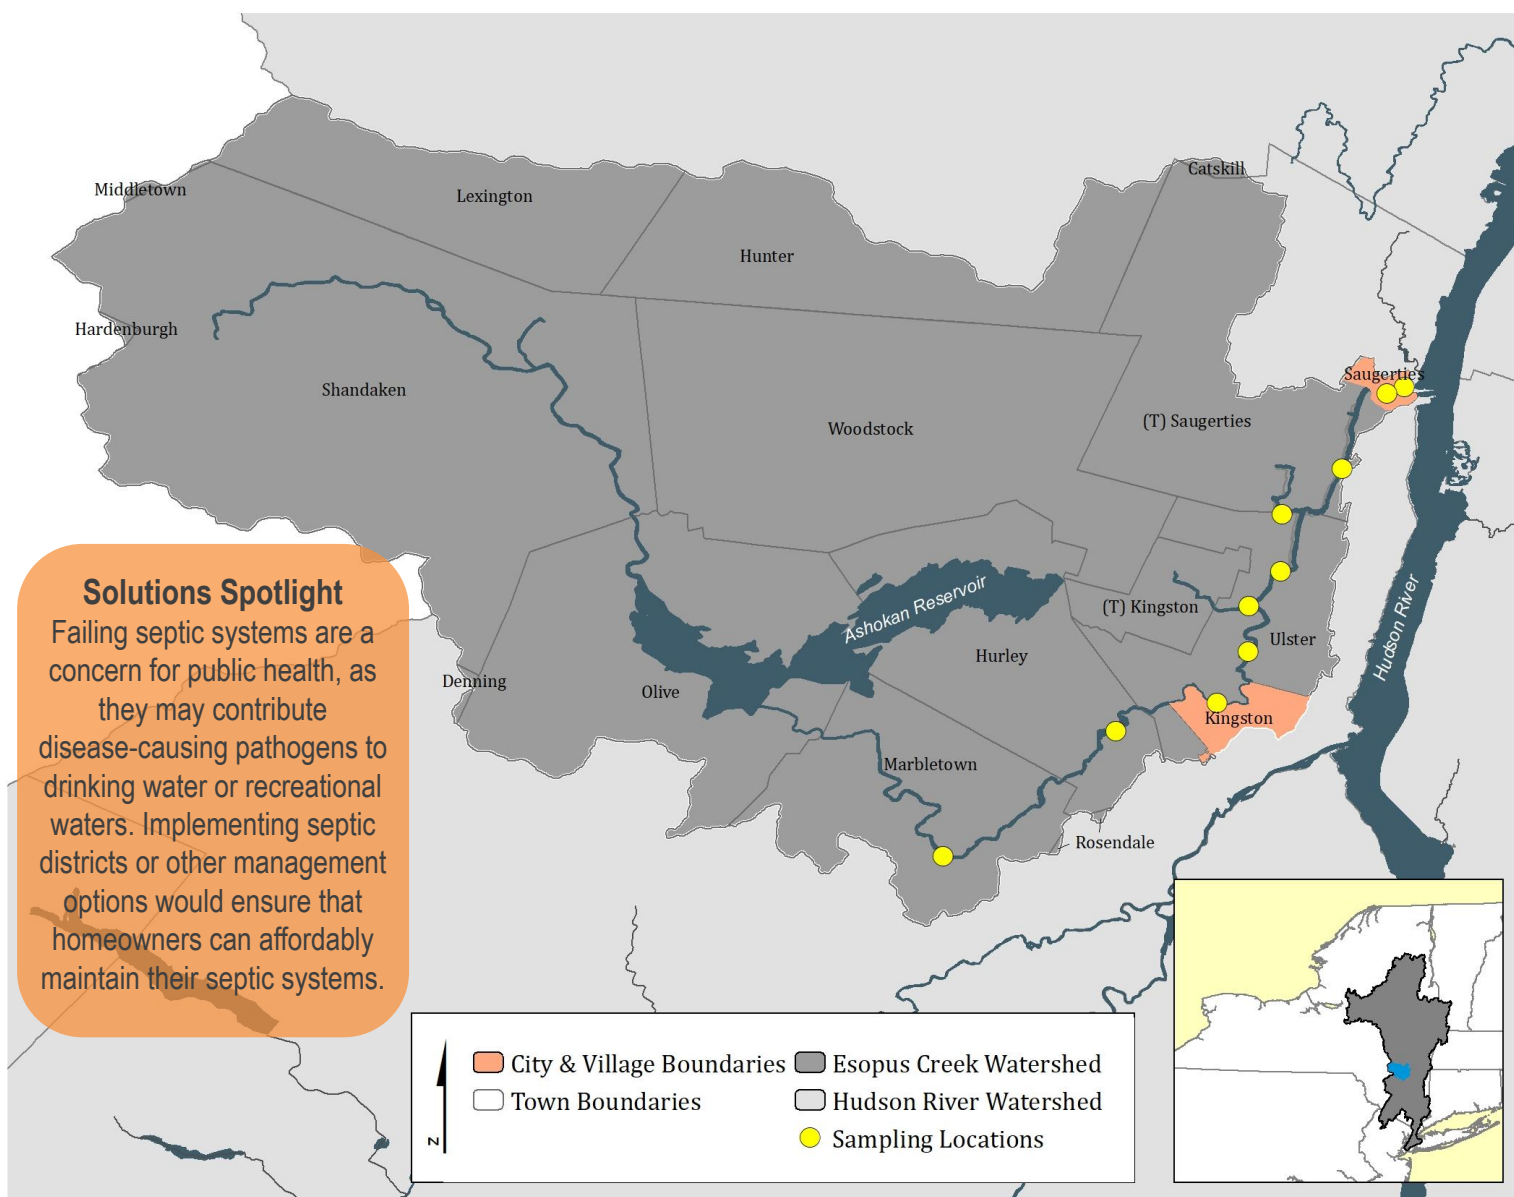 Catskill
Middletown
Lexington
Hunter
Hardenburgh
Shandaken
Saugerties
Woodstock
(T) Saugerties
Ashokan Reservoir
(T) Kingston
Hudson River
Ulster
Hurley
Denning
Olive
Kingston
Marbletown
Rosendale
Solutions Spotlight
Failing septic systems are a
concern for public health, as
they may contribute
disease-causing pathogens to
drinking water or recreational
waters. Implementing septic
districts or other management
options would ensure that
homeowners can affordably
maintain their septic systems.
N
City & Village Boundaries
Town Boundaries
Esopus Creek Watershed
Hudson River Watershed
Sampling Locations